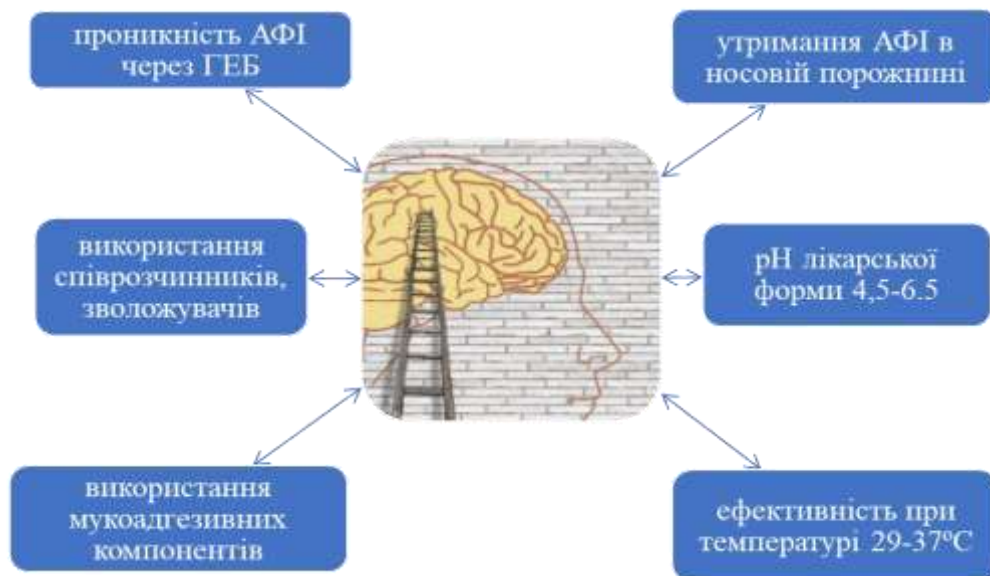 проникність АФІ
через ГЕБ
утримання АФІ в
носовій порожнині
використання
співрозчинників,
зволожувачів
рН лікарської
форми 4,5-6.5
використання
мукоадгезивних
компонентів
ефективність при
температурі 29-37ºС